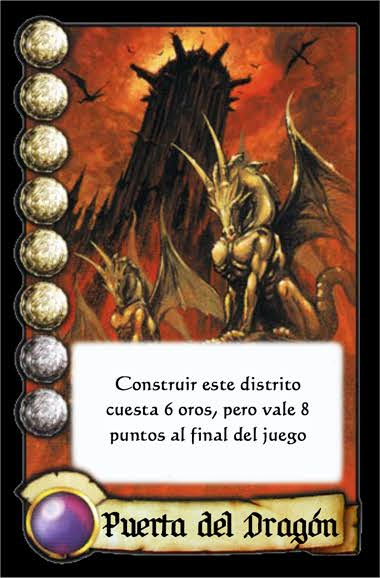 Construir este distrito
cuesta 6 oros, pero vale 8
puntos al final del juego
Puerta del Dragón